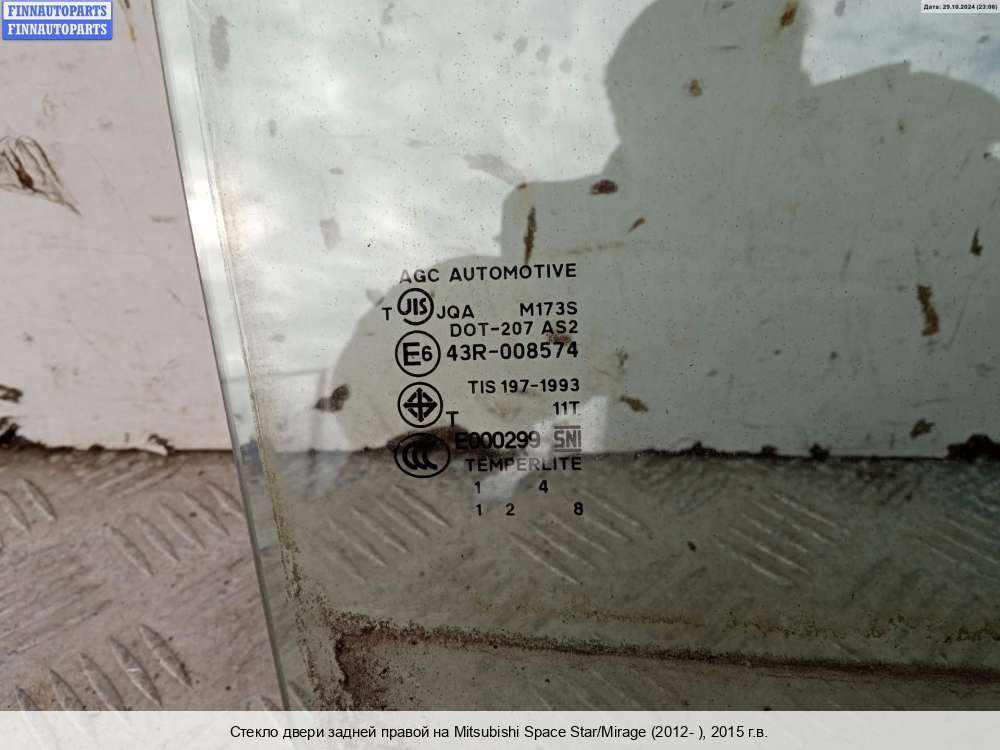 FINNAUTOPARTS
FINNAUTOPARTS
Дата: 29.10.2024 (23:06)
AGC AUTOMOTIVE
T JIS JQA M173S
DOT-207 AS2
E6 43R-008574
TIS 197-1993
T 11T
CCC E000299 SNI
TEMPERLITE
1 4
1 2 8
Стекло двери задней правой на Mitsubishi Space Star/Mirage (2012- ), 2015 г.в.